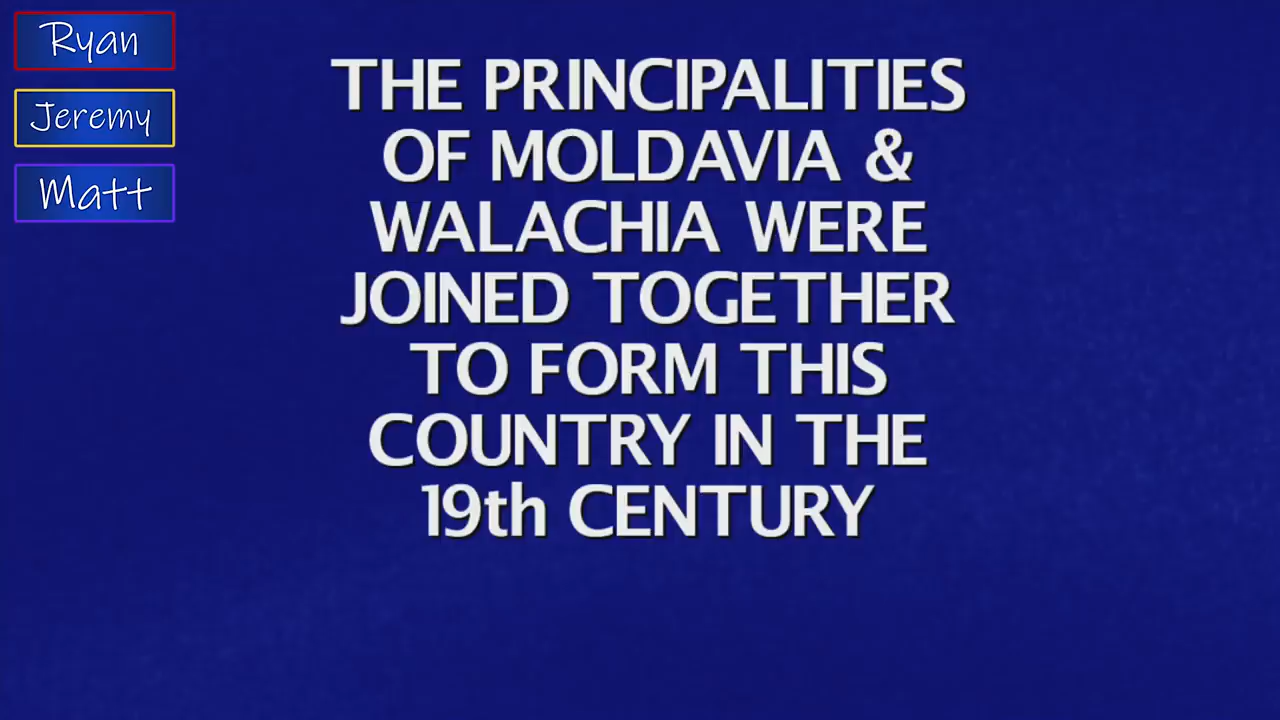 Ryan
Jeremy
Matt
THE PRINCIPALITIES
OF MOLDAVIA &
WALACHIA WERE
JOINED TOGETHER
TO FORM THIS
COUNTRY IN THE
19th CENTURY